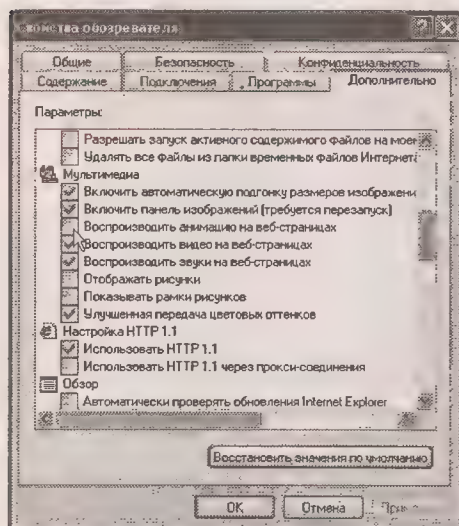 свойства обозревателя
Общие Безопасность Конфиденциальность
Содержание Подключения Программы Дополнительно
Параметры:
Разрешать запуск активного содержимого файлов на моем
Удалять все файлы из папки временных файлов Интернета
Мультимедиа
Включить автоматическую подгонку размеров изображени
Включить панель изображений (требуется перезапуск)
Воспроизводить анимацию на веб-страницах
Воспроизводить видео на веб-страницах
Воспроизводить звуки на веб-страницах
Отображать рисунки
Показывать рамки рисунков
Улучшенная передача цветовых оттенков
Настройка HTTP 1.1
Использовать HTTP 1.1
Использовать HTTP 1.1 через прокси-соединения
Обзор
Автоматически проверять обновления Internet Explorer
Восстановить значения по умолчанию
OK Отмена